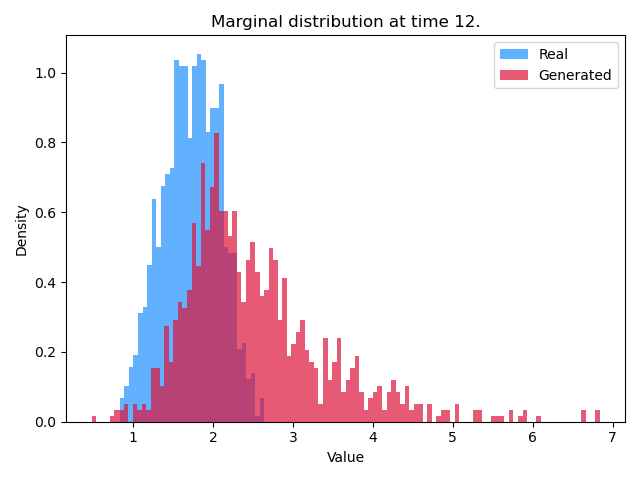 Marginal distribution at time 12.
Real
Generated
Density
1.0
0.8
0.6
0.4
0.2
0.0
1 2 3 4 5 6 7
Value